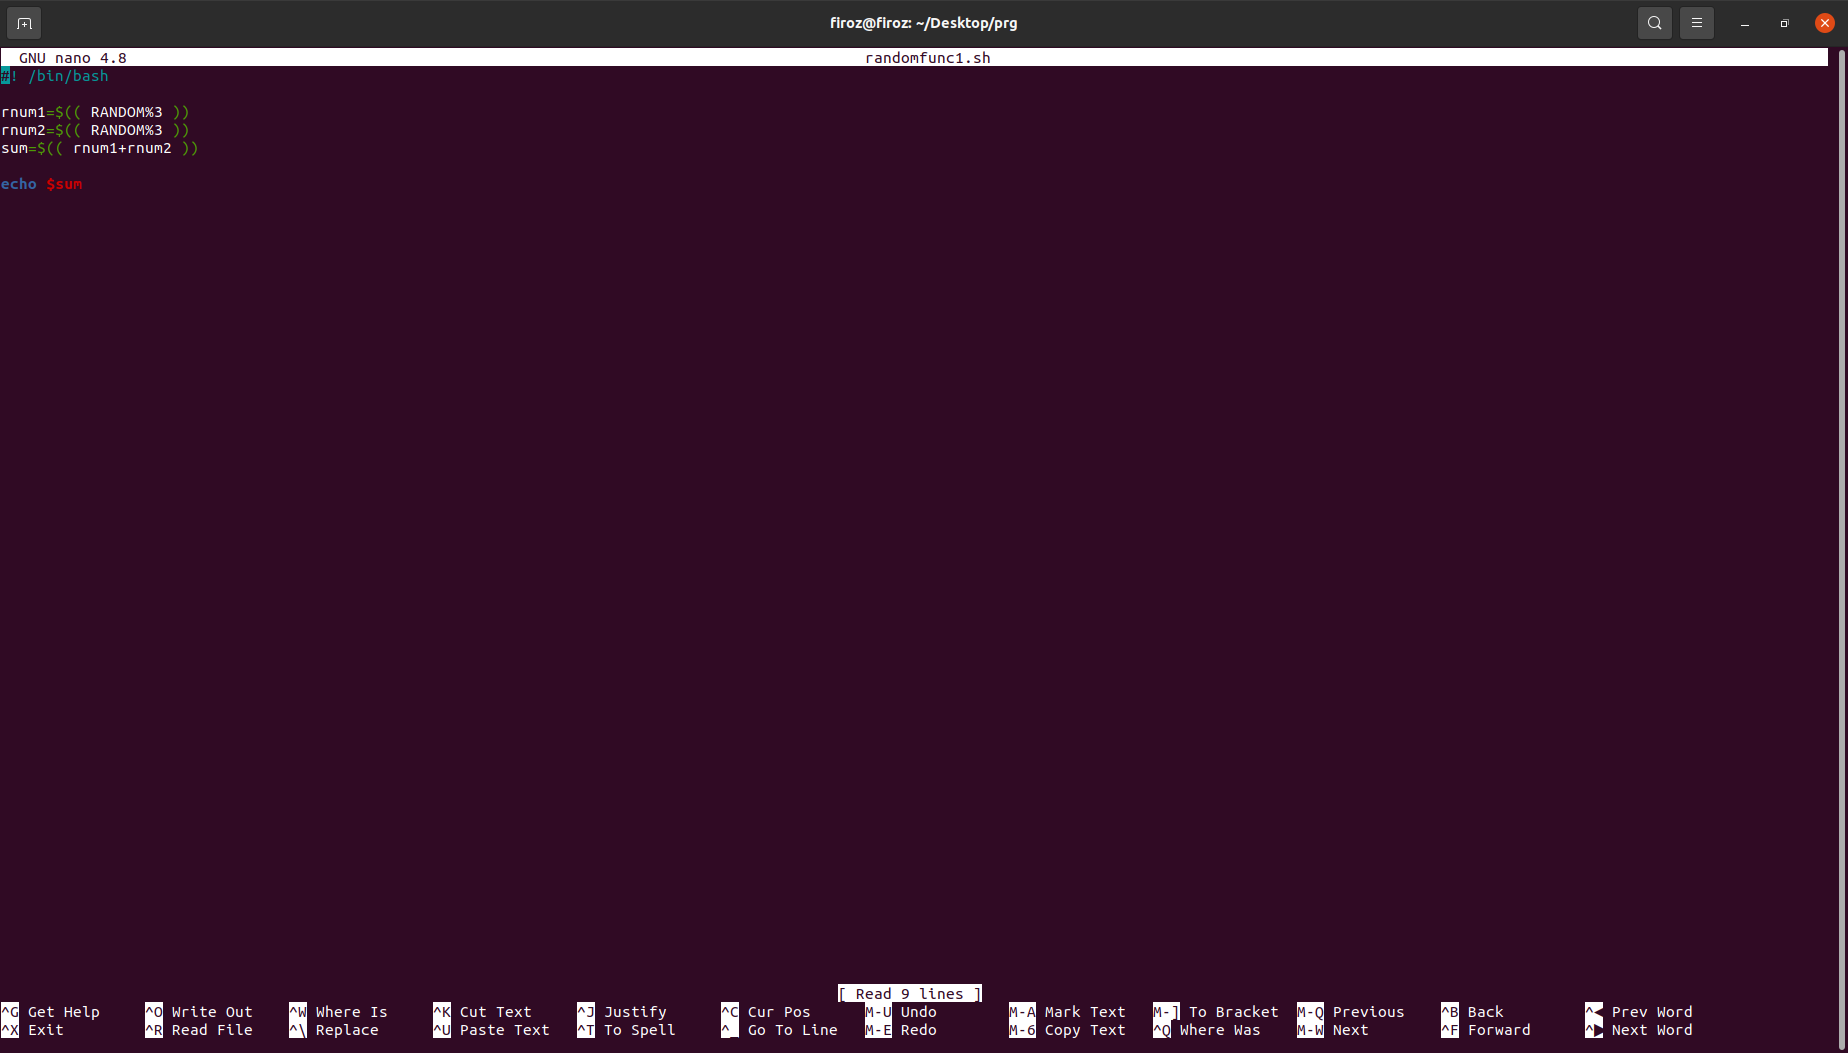 firoz@firoz: ~/Desktop/prg
GNU nano 4.8 randomfunc1.sh
#! /bin/bash
rnum1=$(( RANDOM%3 ))
rnum2=$(( RANDOM%3 ))
sum=$(( rnum1+rnum2 ))
echo $sum
[ Read 9 lines ]
^G Get Help ^O Write Out ^W Where Is ^K Cut Text ^J Justify ^C Cur Pos M-U Undo M-A Mark Text M-] To Bracket M-Q Previous ^B Back ^◀ Prev Word
^X Exit ^R Read File ^\ Replace ^U Paste Text ^T To Spell ^_ Go To Line M-E Redo M-6 Copy Text ^Q Where Was M-W Next ^F Forward ^▶ Next Word